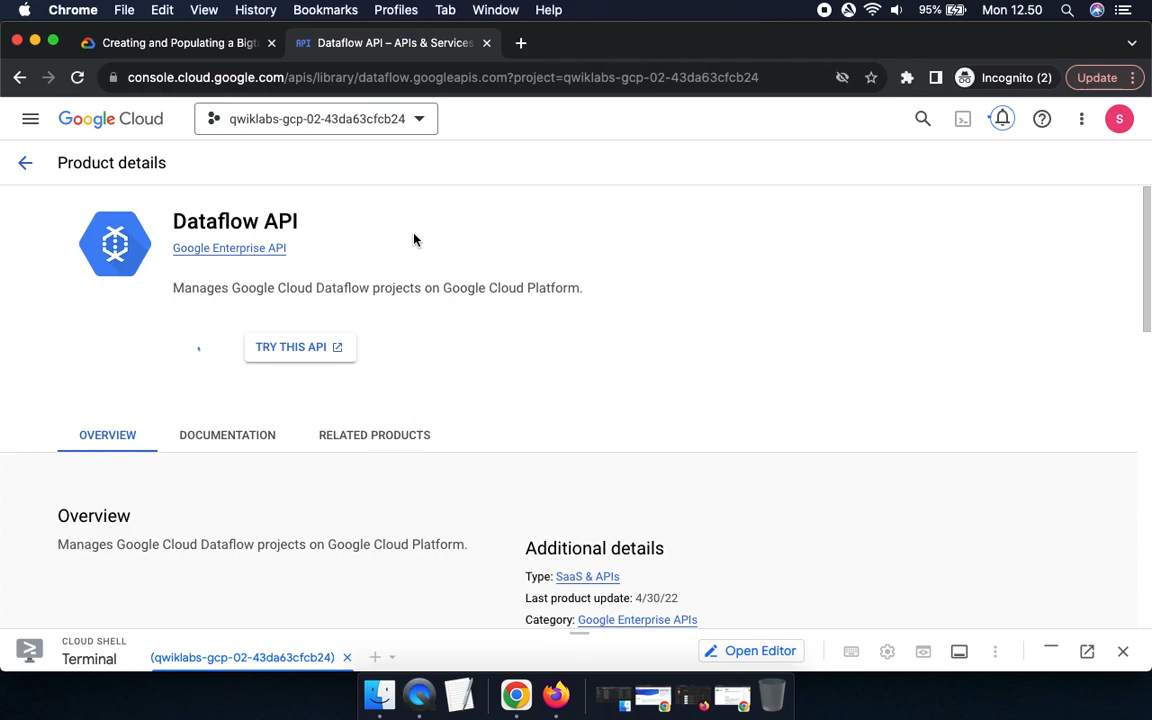 Chrome File Edit View History Bookmarks Profiles Tab Window Help 95% Mon 12.50
Creating and Populating a Bigt
API Dataflow API – APIs & Services
console.cloud.google.com/apis/library/dataflow.googleapis.com?project=qwiklabs-gcp-02-43da63cfcb24 Incognito (2) Update
Google Cloud qwiklabs-gcp-02-43da63cfcb24 S
Product details
Dataflow API
Google Enterprise API
Manages Google Cloud Dataflow projects on Google Cloud Platform.
TRY THIS API
OVERVIEW DOCUMENTATION RELATED PRODUCTS
Overview
Manages Google Cloud Dataflow projects on Google Cloud Platform.
Additional details
Type: SaaS & APIs
Last product update: 4/30/22
Category: Google Enterprise APIs
CLOUD SHELL
Terminal (qwiklabs-gcp-02-43da63cfcb24) Open Editor